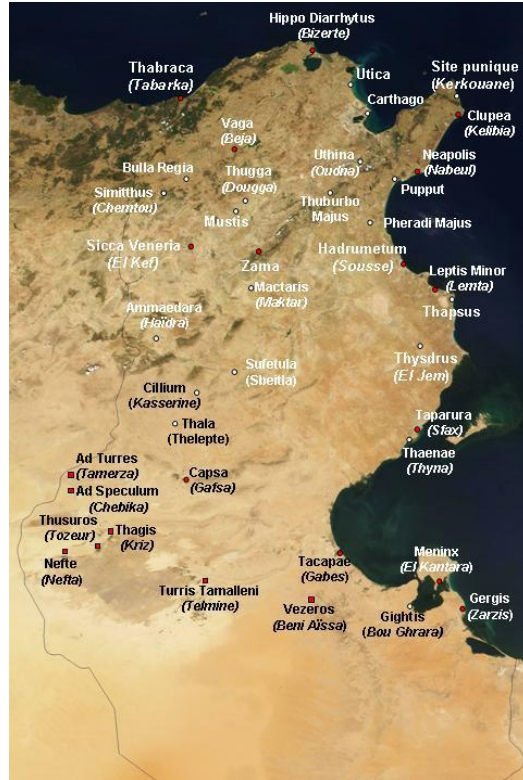 Hippo Diarrhytus
(Bizerte)
Thabraca
(Tabarka)
Utica
Site punique
(Kerkouane)
Carthago
Clupea
(Kelibia)
Vaga
(Beja)
Bulla Regia
Thugga
(Dougga)
Uthina
(Oudna)
Neapolis
(Nabeul)
Simitthus
(Chemtou)
Thuburbo
Majus
Pupput
Mustis
Pheradi Majus
Sicca Veneria
(El Kef)
Zama
Hadrumetum
(Sousse)
Leptis Minor
(Lemta)
Mactaris
(Maktar)
Thapsus
Ammaedara
(Haïdra)
Thysdrus
(El Jem)
Sufetula
(Sbeitla)
Cillium
(Kasserine)
Thala
(Thelepte)
Taparura
(Sfax)
Thaenae
(Thyna)
Ad Turres
(Tamerza)
Capsa
(Gafsa)
Ad Speculum
(Chebika)
Thusuros
(Tozeur)
Thagis
(Kriz)
Nefte
(Nefta)
Tacapae
(Gabes)
Meninx
(El Kantara)
Turris Tamalleni
(Telmine)
Vezeros
(Beni Aïssa)
Gightis
(Bou Ghrara)
Gergis
(Zarzis)